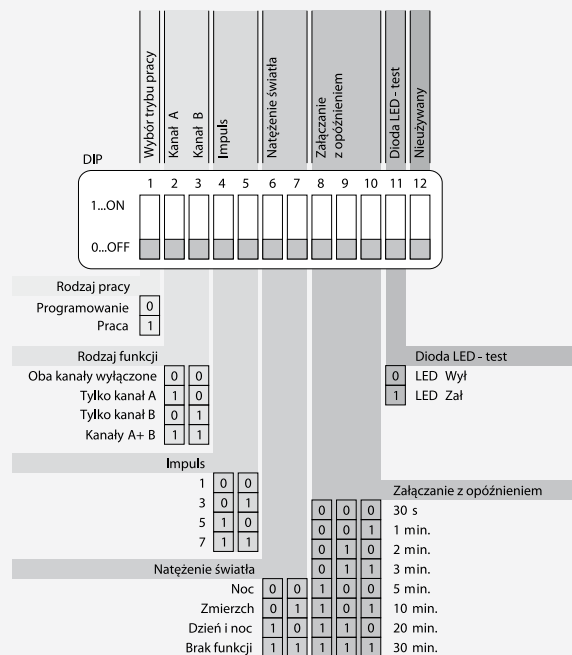 Wybór trybu pracy
Kanał A
Kanał B
Impuls
Natężenie światła
Załączanie
z opóźnieniem
Dioda LED - test
Nieużywany
DIP
1 2 3 4 5 6 7 8 9 10 11 12
1...ON
0...OFF
Rodzaj pracy
Programowanie 0
Praca 1
Rodzaj funkcji
Oba kanały wyłączone 0 0
Tylko kanał A 1 0
Tylko kanał B 0 1
Kanały A+ B 1 1
Dioda LED - test
0 LED Wył
1 LED Zał
Impuls
1 0 0
3 0 1
5 1 0
7 1 1
Załączanie z opóźnieniem
0 0 0 30 s
0 0 1 1 min.
0 1 0 2 min.
0 1 1 3 min.
Natężenie światła
Noc 0 0 1 0 0 5 min.
Zmierzch 0 1 1 0 1 10 min.
Dzień i noc 1 0 1 1 0 20 min.
Brak funkcji 1 1 1 1 1 30 min.